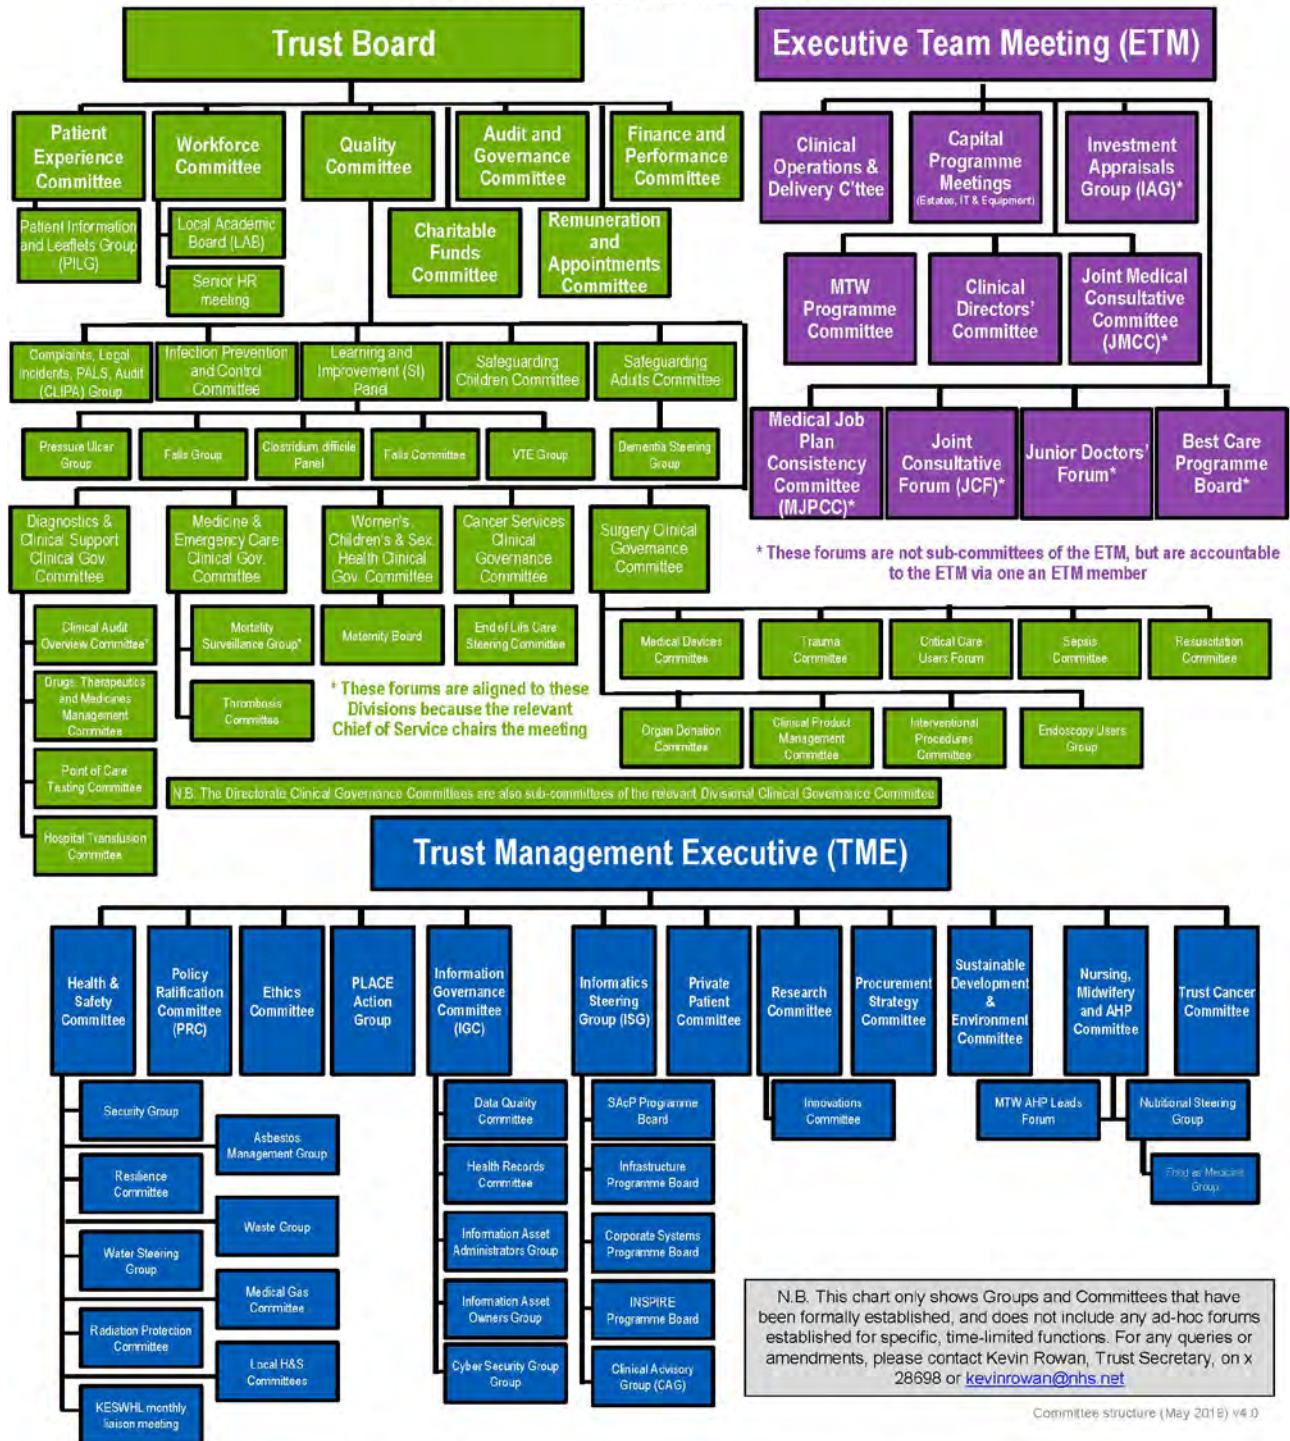 Trust Board
Executive Team Meeting (ETM)
Patient
Experience
Committee
Workforce
Committee
Quality
Committee
Audit and
Governance
Committee
Finance and
Performance
Committee
Charitable
Funds
Committee
Remuneration
and
Appointments
Committee
Patient Information
and Leaflets Group
(PILG)
Local Academic
Board (LAB)
Senior HR
meeting
Clinical
Operations &
Delivery C'ttee
Capital
Programme
Meetings
(Estates, IT & Equipment)
Investment
Appraisals
Group (IAG)*
MTW
Programme
Committee
Clinical
Directors'
Committee
Joint Medical
Consultative
Committee
(JMCC)*
Medical Job
Plan
Consistency
Committee
(MJPCC)*
Joint
Consultative
Forum (JCF)*
Junior Doctors'
Forum*
Best Care
Programme
Board*
* These forums are not sub-committees of the ETM, but are accountable
to the ETM via one an ETM member
Complaints, Legal,
Incidents, PALS, Audit
(CLIPA) Group
Infection Prevention
and Control
Committee
Learning and
Improvement (SI)
Panel
Safeguarding
Children Committee
Safeguarding
Adults Committee
Pressure Ulcer
Group
Falls Group
Clostridium difficile
Panel
Falls Committee
VTE Group
Dementia Steering
Group
Diagnostics &
Clinical Support
Clinical Gov.
Committee
Medicine &
Emergency Care
Clinical Gov.
Committee
Women's,
Children's & Sex.
Health Clinical
Gov. Committee
Cancer Services
Clinical
Governance
Committee
Surgery Clinical
Governance
Committee
Clinical Audit
Overview Committee*
Drugs, Therapeutics
and Medicines
Management
Committee
Point of Care
Testing Committee
Hospital Transfusion
Committee
Mortality
Surveillance Group*
Thrombosis
Committee
Maternity Board
End of Life Care
Steering Committee
* These forums are aligned to these
Divisions because the relevant
Chief of Service chairs the meeting
Medical Devices
Committee
Trauma
Committee
Critical Care
Users Forum
Sepsis
Committee
Resuscitation
Committee
Organ Donation
Committee
Clinical Product
Management
Committee
Interventional
Procedures
Committee
Endoscopy Users
Group
N.B. The Directorate Clinical Governance Committees are also sub-committees of the relevant Divisional Clinical Governance Committee
Trust Management Executive (TME)
Health &
Safety
Committee
Policy
Ratification
Committee
(PRC)
Ethics
Committee
PLACE
Action
Group
Information
Governance
Committee
(IGC)
Informatics
Steering
Group (ISG)
Private
Patient
Committee
Research
Committee
Procurement
Strategy
Committee
Sustainable
Development
&
Environment
Committee
Nursing,
Midwifery
and AHP
Committee
Trust Cancer
Committee
Security Group
Asbestos
Management Group
Resilience
Committee
Waste Group
Water Steering
Group
Medical Gas
Committee
Radiation Protection
Committee
Local H&S
Committees
KESWHL monthly
liaison meeting
Data Quality
Committee
Health Records
Committee
Information Asset
Administrators Group
Information Asset
Owners Group
Cyber Security Group
Group
SAcP Programme
Board
Infrastructure
Programme Board
Corporate Systems
Programme Board
INSPIRE
Programme Board
Clinical Advisory
Group (CAG)
Innovations
Committee
MTW AHP Leads
Forum
Nutritional Steering
Group
Food as Medicine
Group
N.B. This chart only shows Groups and Committees that have
been formally established, and does not include any ad-hoc forums
established for specific, time-limited functions. For any queries or
amendments, please contact Kevin Rowan, Trust Secretary, on x
28698 or kevinrowan@nhs.net
Committee structure (May 2018) v4.0